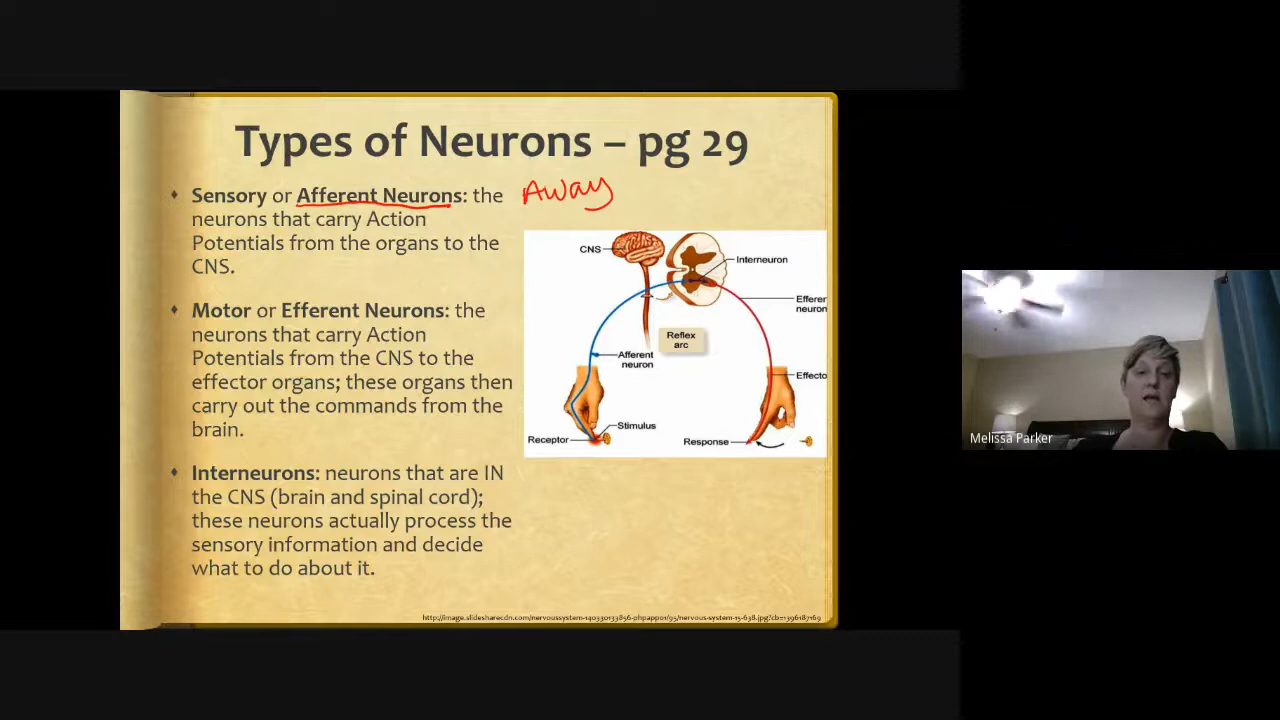 Types of Neurons – pg 29
Sensory or Afferent Neurons: the
neurons that carry Action
Potentials from the organs to the
CNS.
Away
Motor or Efferent Neurons: the
neurons that carry Action
Potentials from the CNS to the
effector organs; these organs then
carry out the commands from the
brain.
Interneurons: neurons that are IN
the CNS (brain and spinal cord);
these neurons actually process the
sensory information and decide
what to do about it.
CNS
Interneuron
Efferen
neuron
Reflex
arc
Afferent
neuron
Effecto
Stimulus
Receptor
Response
http://image.slidesharecdn.com/nervoussystem-140330133856-phpapp01/95/nervous-system-15-638.jpg?cb=1396187169
Melissa Parker